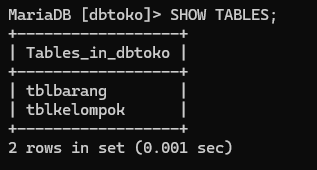 MariaDB [dbtoko]> SHOW TABLES;
+------------------+
| Tables_in_dbtoko |
+------------------+
| tblbarang        |
| tblkelompok      |
+------------------+
2 rows in set (0.001 sec)